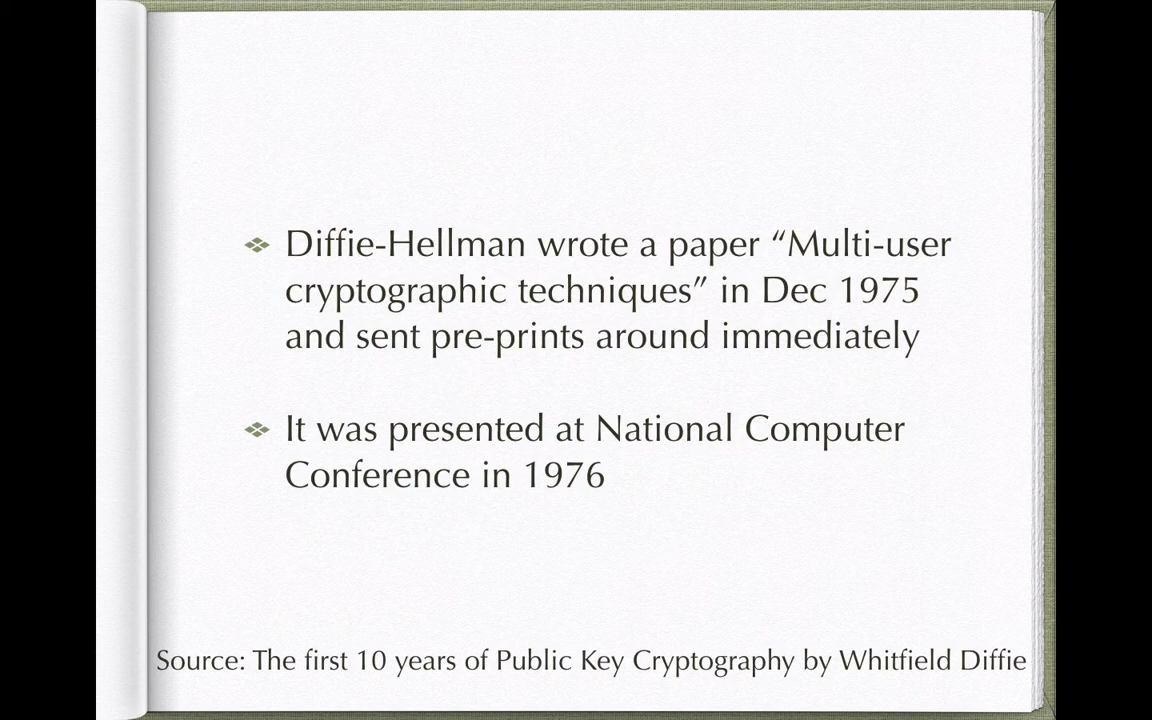 Diffie-Hellman wrote a paper “Multi-user
cryptographic techniques” in Dec 1975
and sent pre-prints around immediately
It was presented at National Computer
Conference in 1976
Source: The first 10 years of Public Key Cryptography by Whitfield Diffie